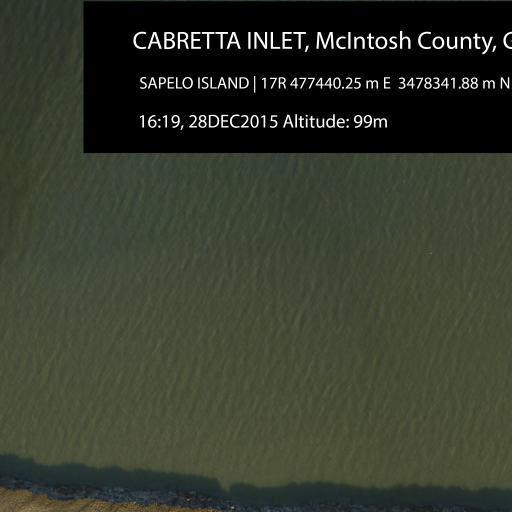 CABRETTA INLET, McIntosh County, G
SAPELO ISLAND | 17R 477440.25 m E 3478341.88 m N
16:19, 28DEC2015 Altitude: 99m